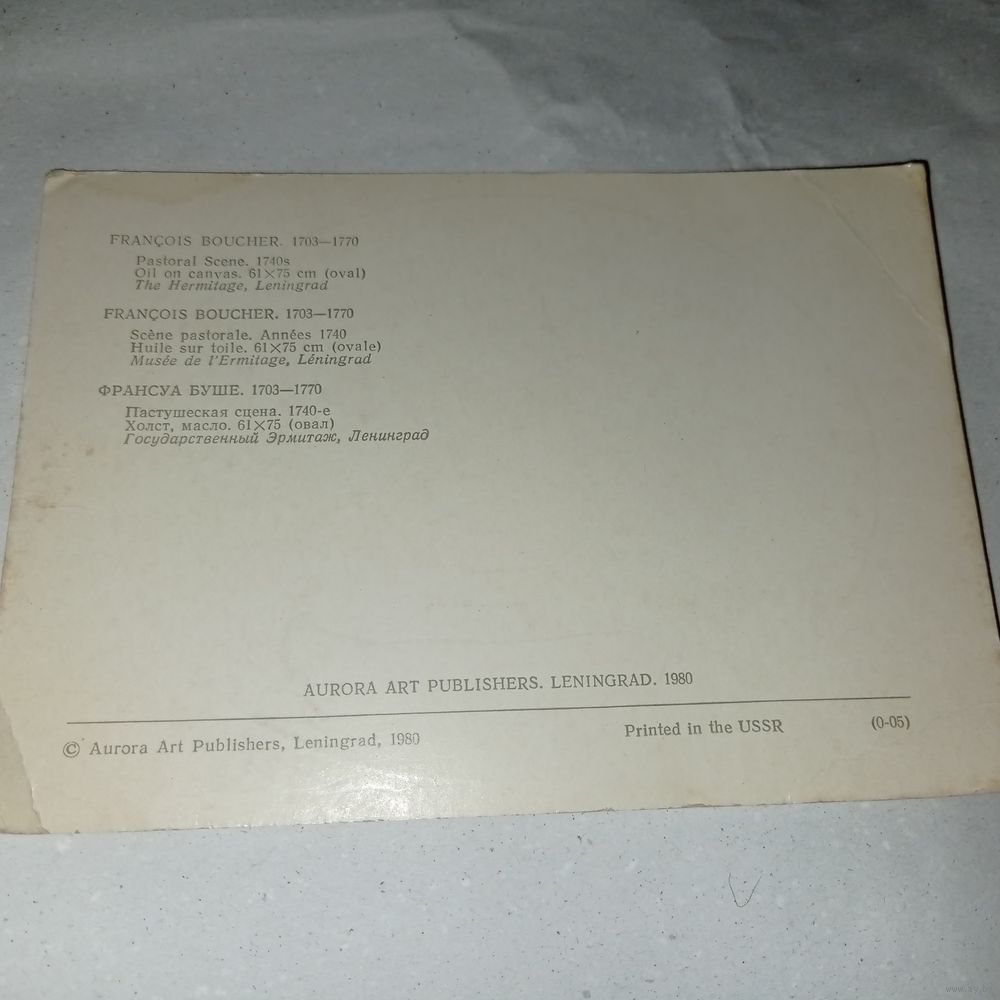 FRANÇOIS BOUCHER. 1703—1770
Pastoral Scene. 1740s
Oil on canvas. 61×75 cm (oval)
The Hermitage, Leningrad
FRANÇOIS BOUCHER. 1703—1770
Scène pastorale. Années 1740
Huile sur toile. 61×75 cm (ovale)
Musée de l'Ermitage, Léningrad
ФРАНСУА БУШЕ. 1703—1770
Пастушеская сцена. 1740-е
Холст, масло. 61×75 (овал)
Государственный Эрмитаж, Ленинград
AURORA ART PUBLISHERS. LENINGRAD. 1980
© Aurora Art Publishers, Leningrad, 1980
Printed in the USSR
(0-05)